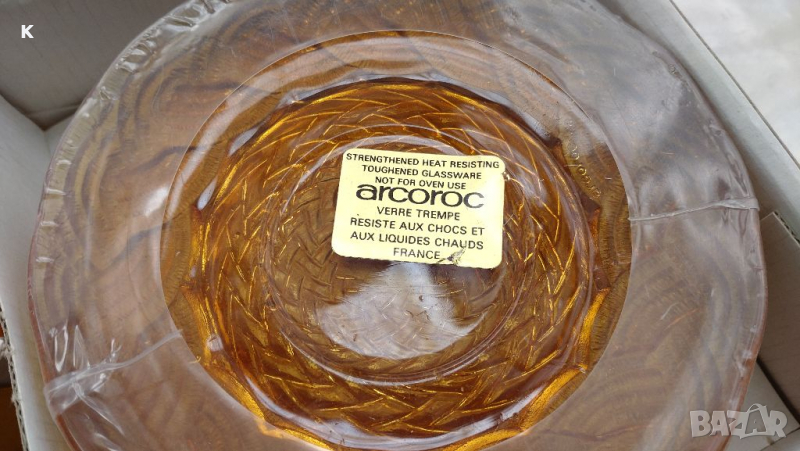 K
STRENGTHENED HEAT RESISTING
TOUGHENED GLASSWARE
NOT FOR OVEN USE
arcoroc
VERRE TREMPE
RESISTE AUX CHOCS ET
AUX LIQUIDES CHAUDS
FRANCE
BAZAR